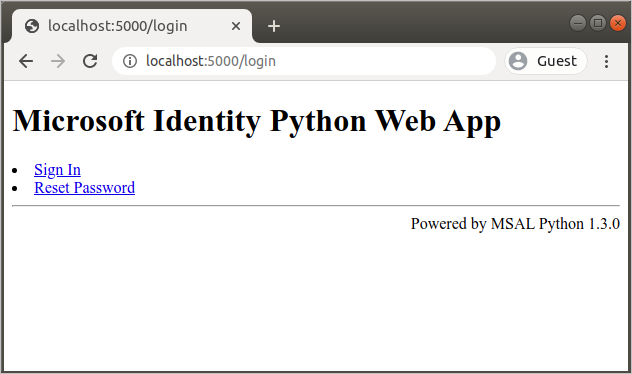 localhost:5000/login
localhost:5000/login
Guest
Microsoft Identity Python Web App
Sign In
Reset Password
Powered by MSAL Python 1.3.0